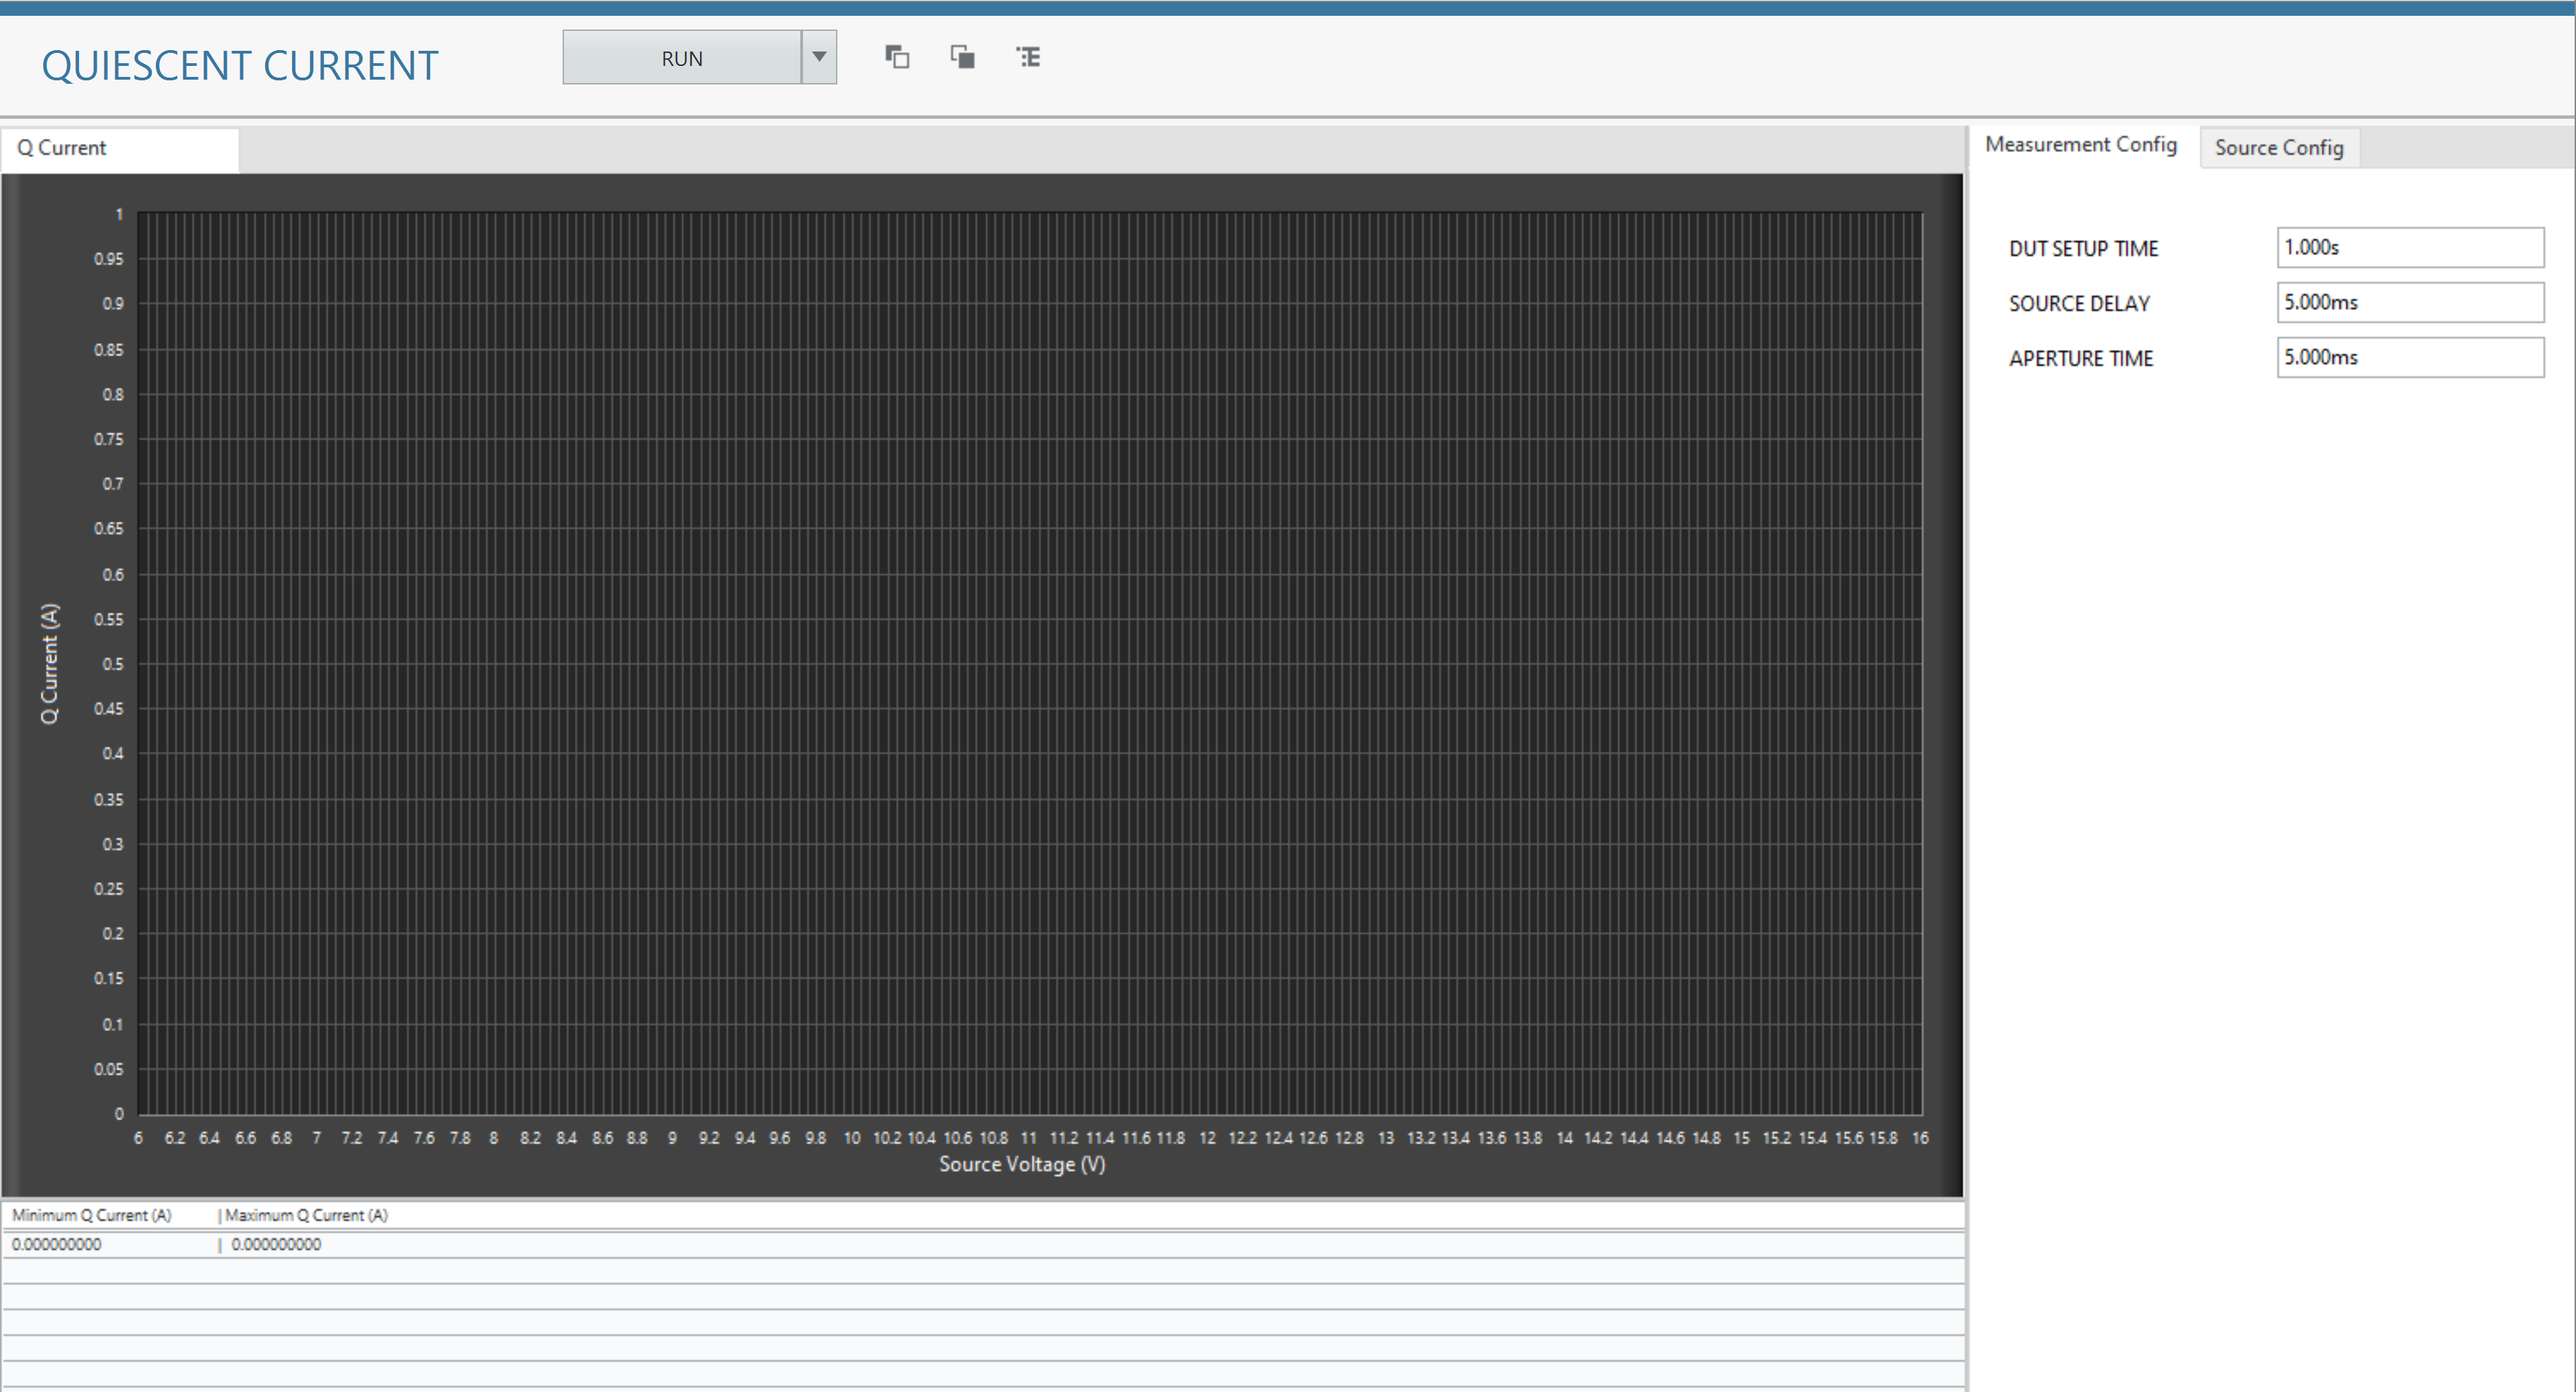 QUIESCENT CURRENT
RUN
Q Current
Measurement Config
Source Config
DUT SETUP TIME 1.000s
SOURCE DELAY 5.000ms
APERTURE TIME 5.000ms
Q Current (A)
1
0.95
0.9
0.85
0.8
0.75
0.7
0.65
0.6
0.55
0.5
0.45
0.4
0.35
0.3
0.25
0.2
0.15
0.1
0.05
0
6 6.2 6.4 6.6 6.8 7 7.2 7.4 7.6 7.8 8 8.2 8.4 8.6 8.8 9 9.2 9.4 9.6 9.8 10 10.2 10.4 10.6 10.8 11 11.2 11.4 11.6 11.8 12 12.2 12.4 12.6 12.8 13 13.2 13.4 13.6 13.8 14 14.2 14.4 14.6 14.8 15 15.2 15.4 15.6 15.8 16
Source Voltage (V)
Minimum Q Current (A) | Maximum Q Current (A)
0.000000000 | 0.000000000